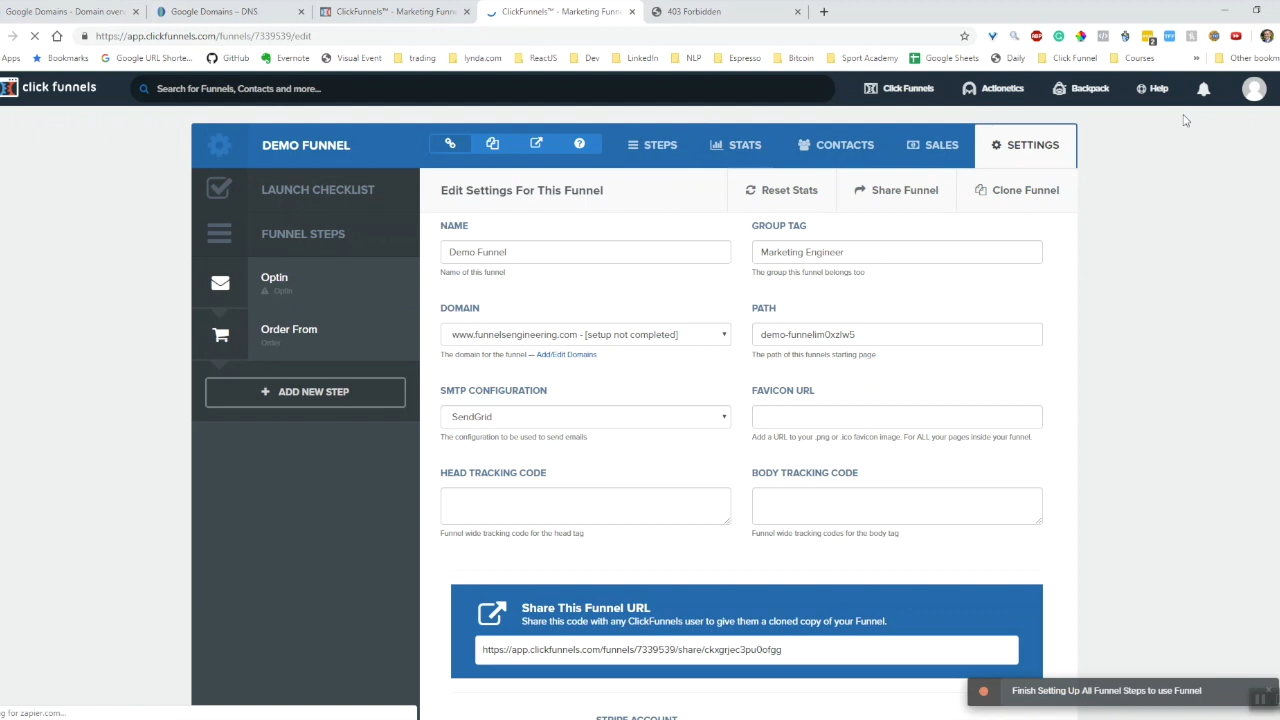 Google Domains - Domain overv
Google Domains – DNS
ClickFunnels™ - Marketing Funn
ClickFunnels™ - Marketing Funn
403 Forbidden
https://app.clickfunnels.com/funnels/7339539/edit
Apps
Bookmarks
Google URL Shorte...
GitHub
Evernote
Visual Event
trading
lynda.com
ReactJS
Dev
LinkedIn
NLP
Espresso
Bitcoin
Sport Academy
Google Sheets
Daily
Click Funnel
Courses
»
Other bookm
click funnels
Search for Funnels, Contacts and more...
Click Funnels
Actionetics
Backpack
Help
DEMO FUNNEL
STEPS
STATS
CONTACTS
SALES
SETTINGS
LAUNCH CHECKLIST
FUNNEL STEPS
Optin
Optin
Order From
Order
+ ADD NEW STEP
Edit Settings For This Funnel
Reset Stats
Share Funnel
Clone Funnel
NAME
Demo Funnel
Name of this funnel
GROUP TAG
Marketing Engineer
The group this funnel belongs too
DOMAIN
www.funnelsengineering.com - [setup not completed]
The domain for the funnel — Add/Edit Domains
PATH
demo-funnelim0xzlw5
The path of this funnels starting page
SMTP CONFIGURATION
SendGrid
The configuration to be used to send emails
FAVICON URL
Add a URL to your .png or .ico favicon image. For ALL your pages inside your funnel.
HEAD TRACKING CODE
Funnel wide tracking code for the head tag
BODY TRACKING CODE
Funnel wide tracking codes for the body tag
Share This Funnel URL
Share this code with any ClickFunnels user to give them a cloned copy of your Funnel.
https://app.clickfunnels.com/funnels/7339539/share/ckxgrjec3pu0ofgg
Finish Setting Up All Funnel Steps to use Funnel
g for zapier.com...
STRIPE ACCOUNT